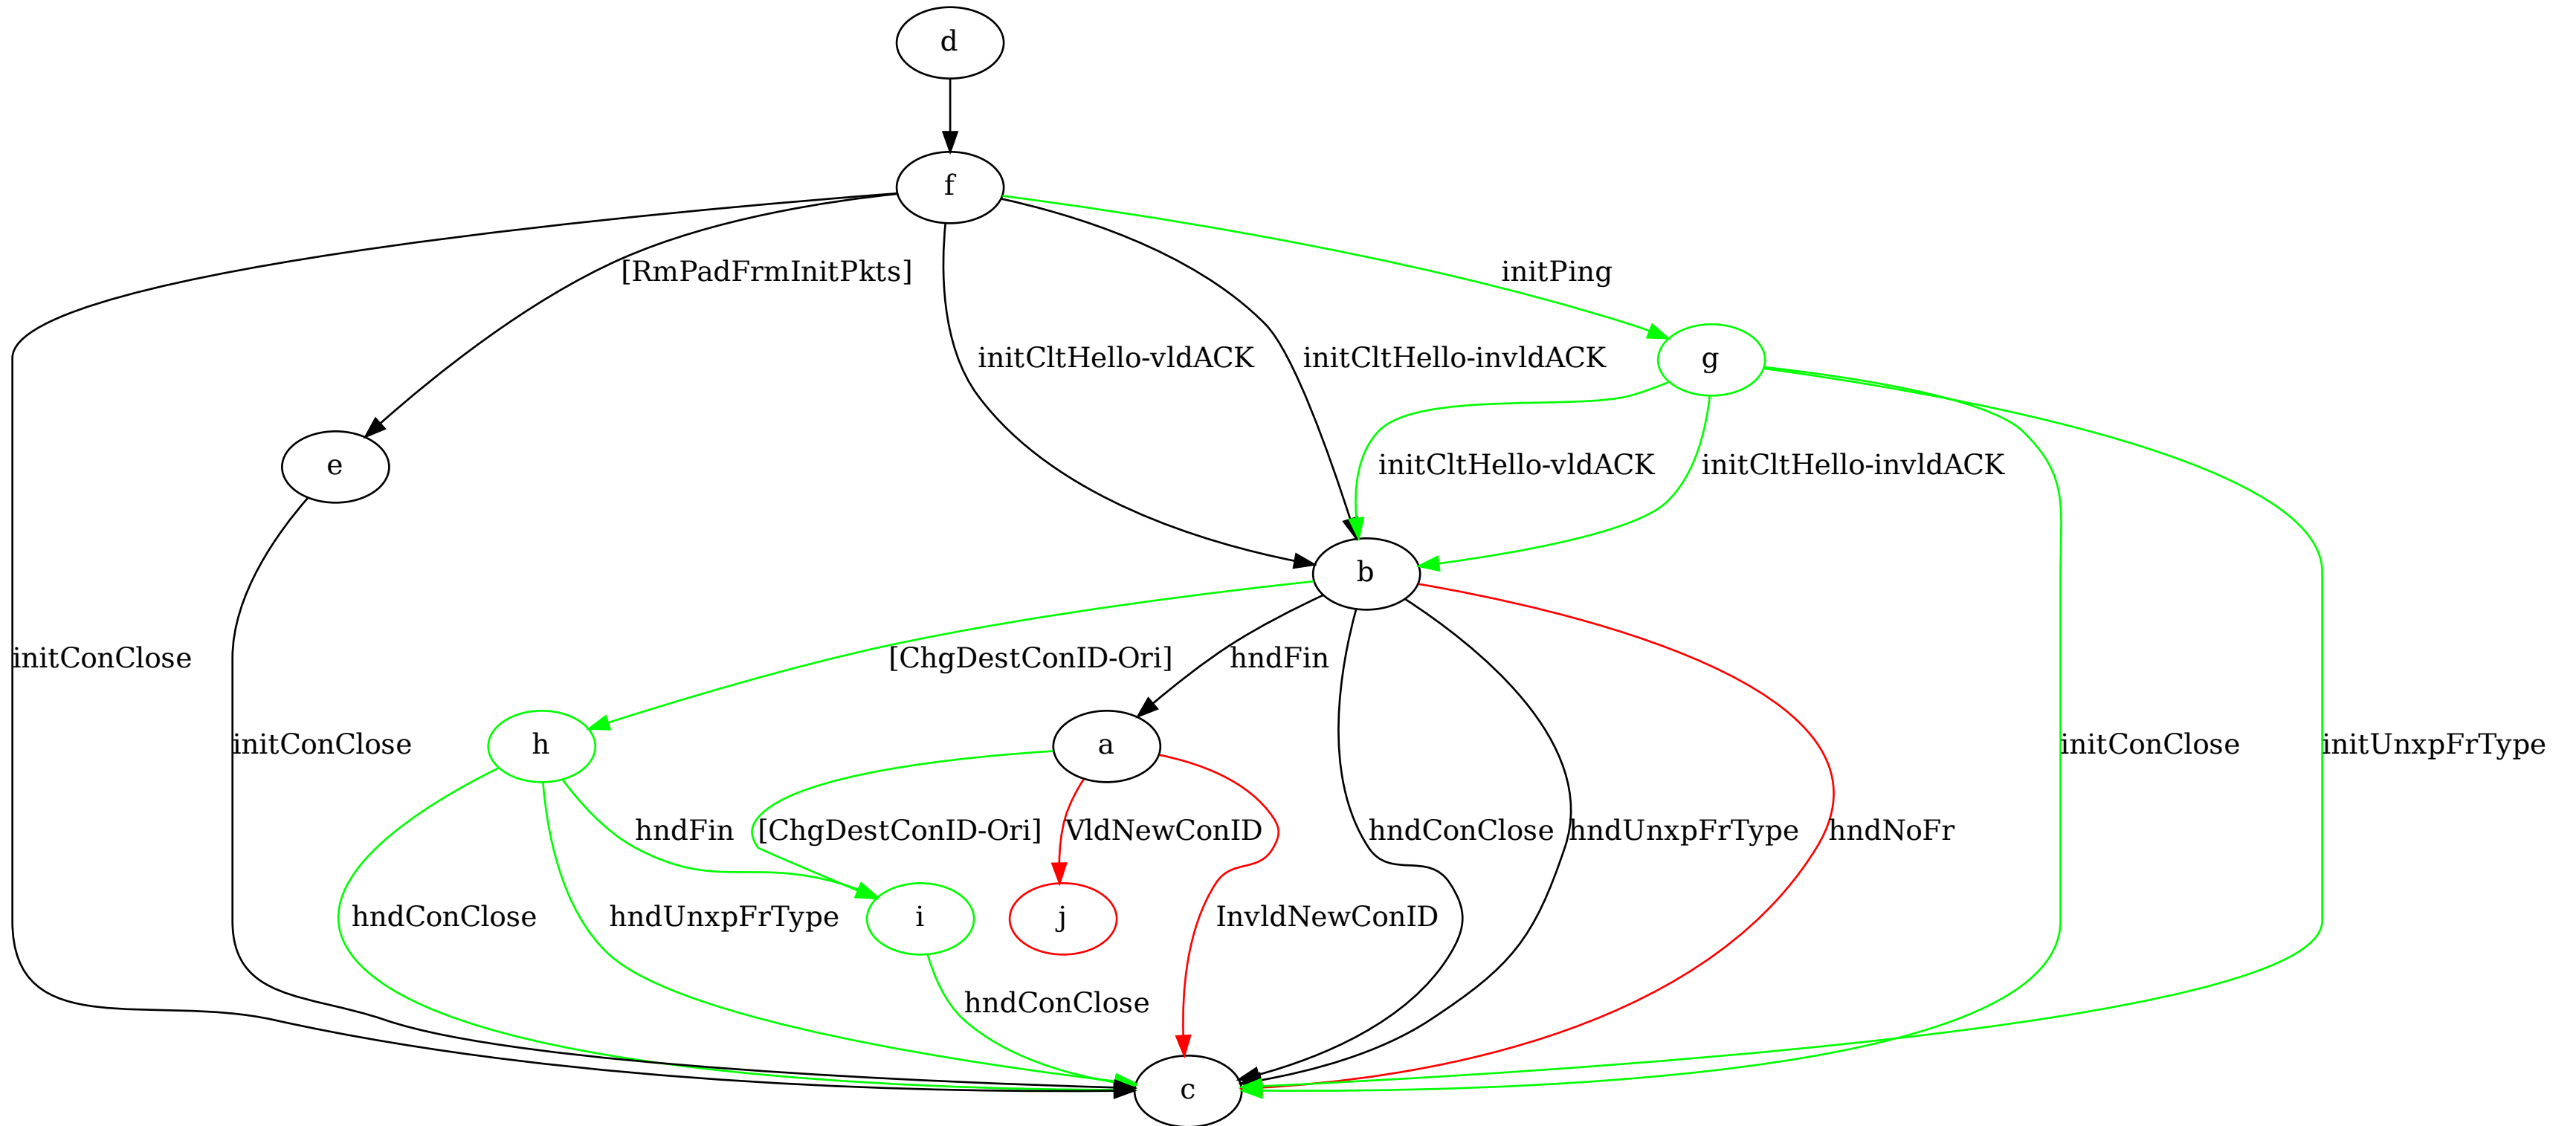 d
f
[RmPadFrmInitPkts]
initPing
initCltHello-vldACK
initCltHello-invldACK
g
e
initCltHello-vldACK
initCltHello-invldACK
b
initConClose
[ChgDestConID-Ori]
hndFin
initConClose
h
a
initConClose
initUnxpFrType
hndFin
[ChgDestConID-Ori]
VldNewConID
hndConClose
hndUnxpFrType
hndNoFr
hndConClose
hndUnxpFrType
i
j
InvldNewConID
hndConClose
c